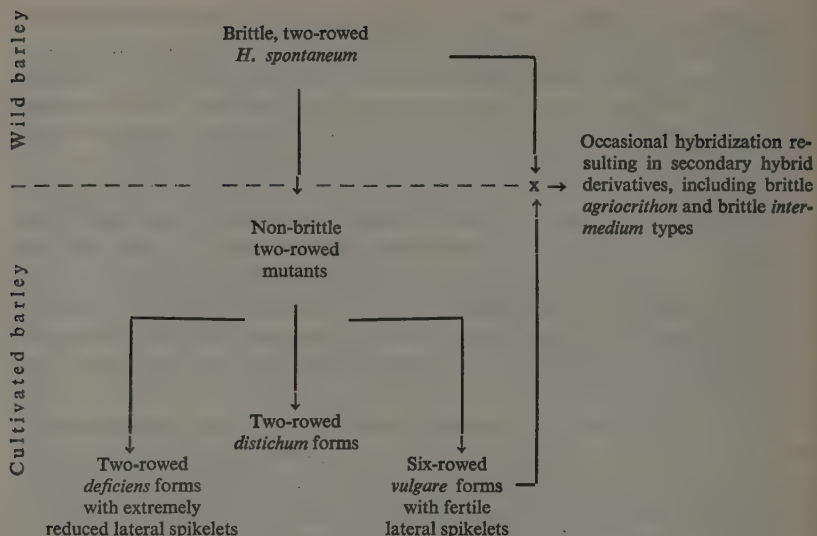 Wild barley
Brittle, two-rowed
H. spontaneum
Occasional hybridization re-
sulting in secondary hybrid
derivatives, including brittle
agriocrithon and brittle inter-
medium types
x
Cultivated barley
Non-brittle
two-rowed
mutants
Two-rowed
distichum forms
Two-rowed
deficiens forms
with extremely
reduced lateral spikelets
Six-rowed
vulgare forms
with fertile
lateral spikelets